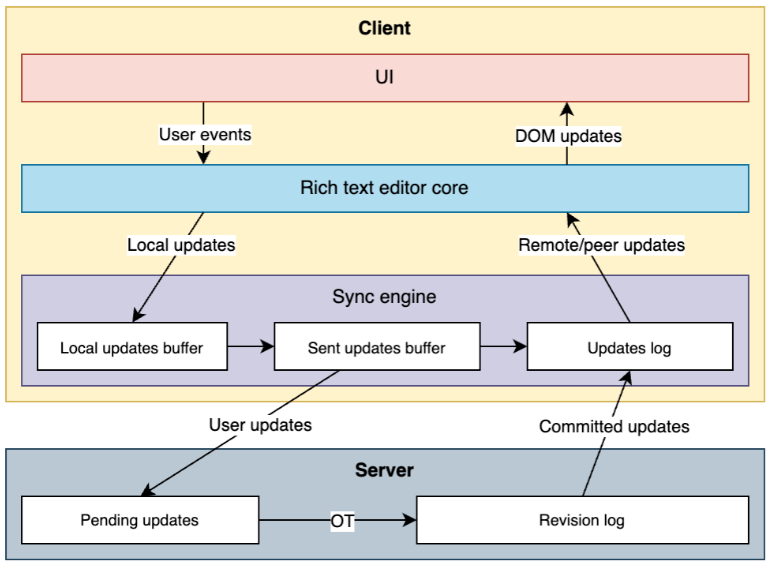 Client
UI
User events
DOM updates
Rich text editor core
Local updates
Remote/peer updates
Sync engine
Local updates buffer
Sent updates buffer
Updates log
User updates
Committed updates
Server
Pending updates
OT
Revision log